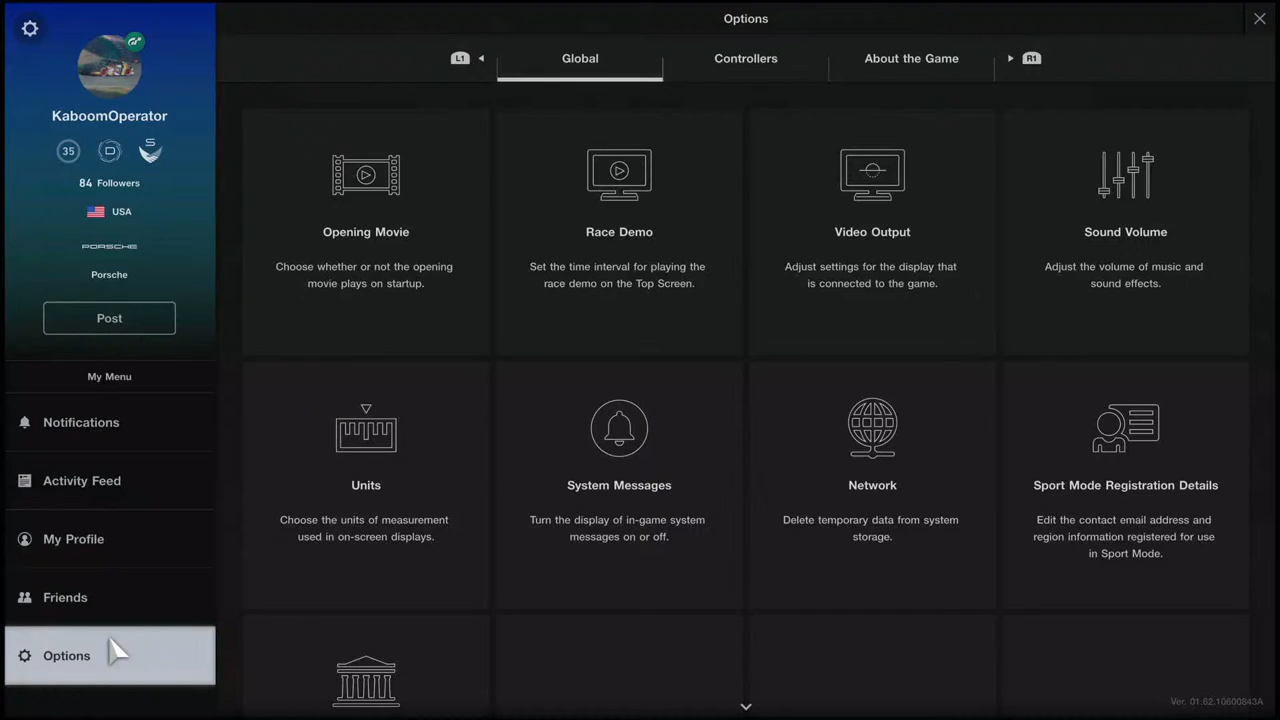 Options
L1
Global
Controllers
About the Game
R1
KaboomOperator
35
D
S
84 Followers
USA
PORSCHE
Porsche
Post
My Menu
Notifications
Activity Feed
My Profile
Friends
Options
Opening Movie
Choose whether or not the opening
movie plays on startup.
Race Demo
Set the time interval for playing the
race demo on the Top Screen.
Video Output
Adjust settings for the display that
is connected to the game.
Sound Volume
Adjust the volume of music and
sound effects.
Units
Choose the units of measurement
used in on-screen displays.
System Messages
Turn the display of in-game system
messages on or off.
Network
Delete temporary data from system
storage.
Sport Mode Registration Details
Edit the contact email address and
region information registered for use
in Sport Mode.
Ver. 01.62.10600843A